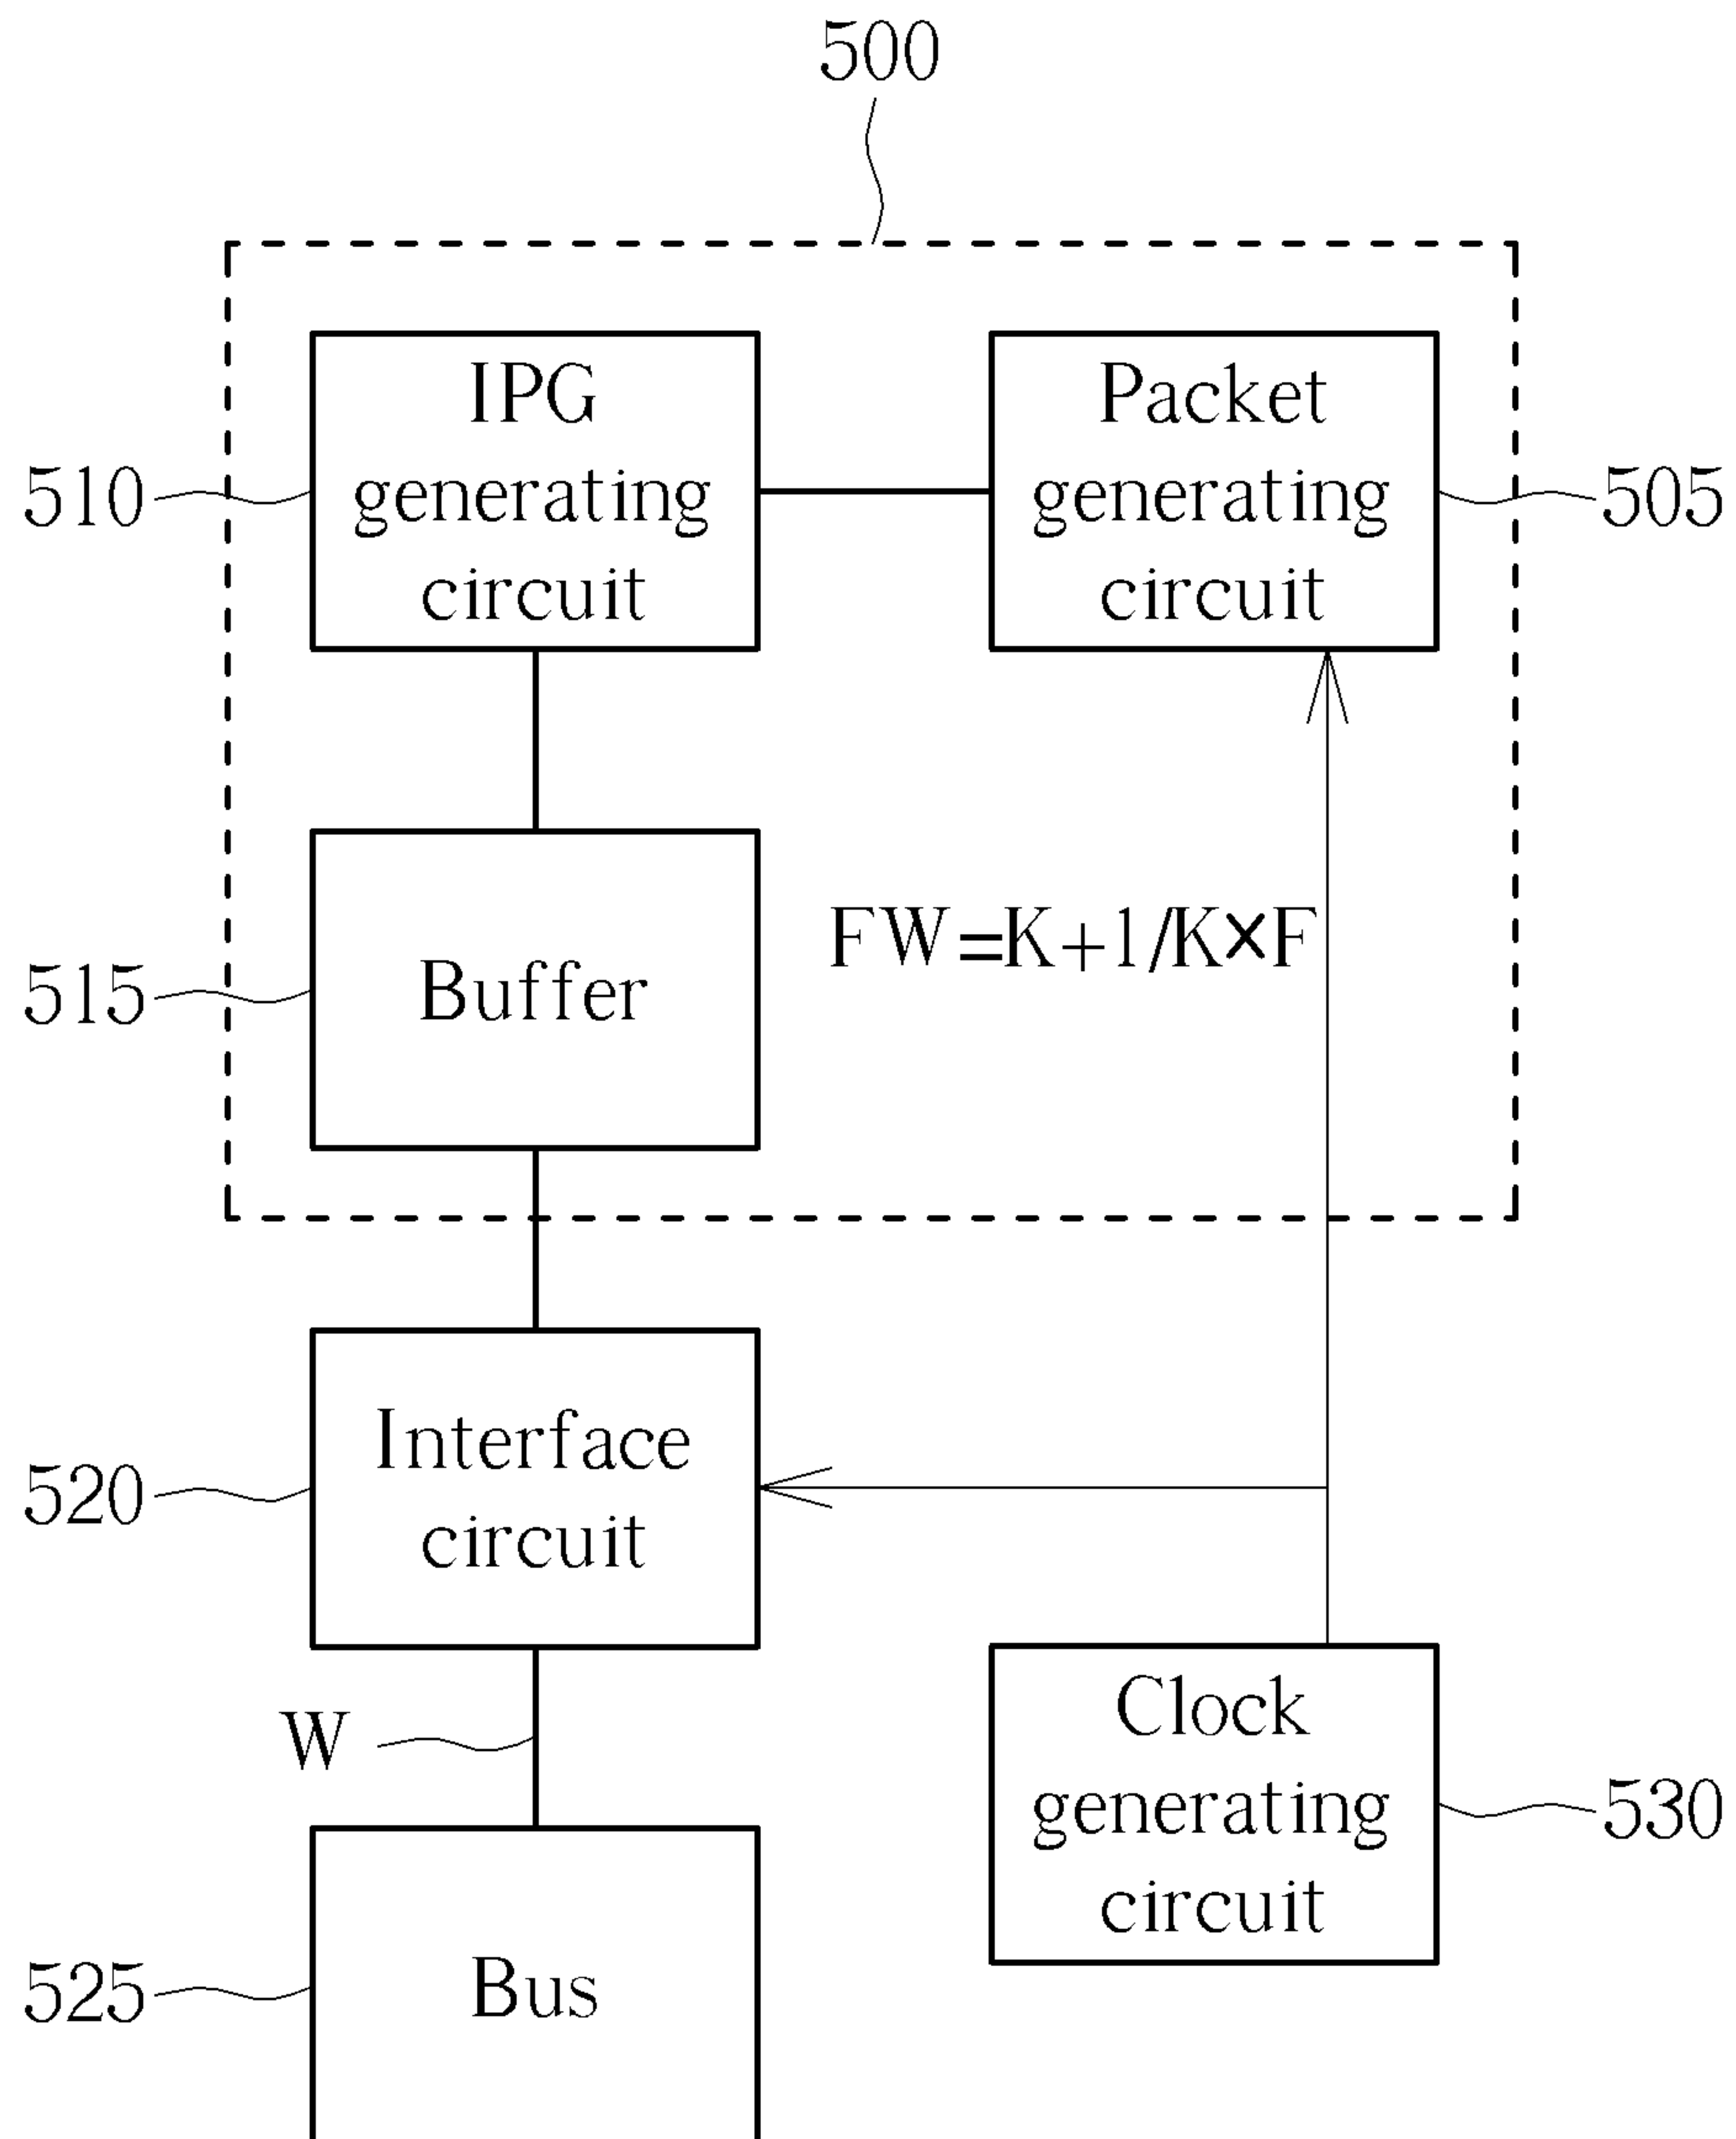 500
IPG
generating
circuit
Packet
generating
circuit
510
505
Buffer
FW=K+1/K×F
515
Interface
circuit
520
W
Clock
generating
circuit
530
Bus
525